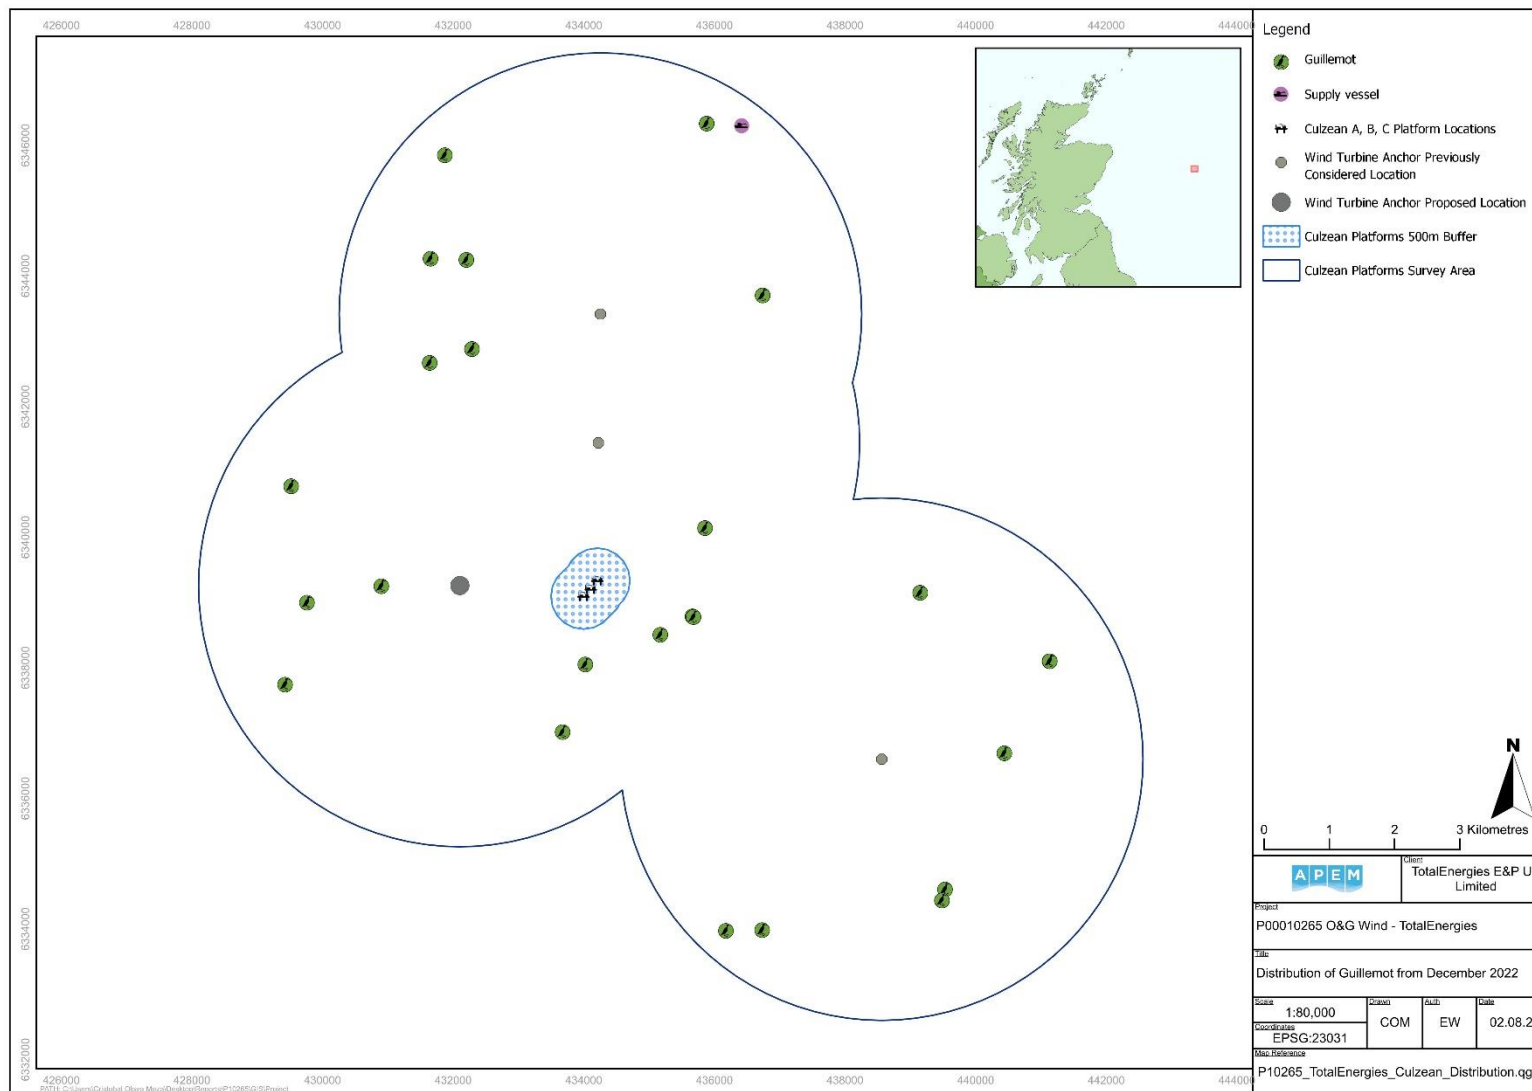 426000 428000 430000 432000 434000 436000 438000 440000 442000 444000
6346000
6344000
6342000
6340000
6338000
6336000
6334000
6332000
426000 428000 430000 432000 434000 436000 438000 440000 442000 444000
Legend
Guillemot
Supply vessel
Culzean A, B, C Platform Locations
Wind Turbine Anchor Previously
Considered Location
Wind Turbine Anchor Proposed Location
Culzean Platforms 500m Buffer
Culzean Platforms Survey Area
N
0 1 2 3 Kilometres
APEM
Client
TotalEnergies E&P U
Limited
Project
P00010265 O&G Wind - TotalEnergies
Title
Distribution of Guillemot from December 2022
Scale
1:80,000
Drawn
COM
Auth
EW
Date
02.08.2
Coordinates
EPSG:23031
Map Reference
P10265_TotalEnergies_Culzean_Distribution.qg